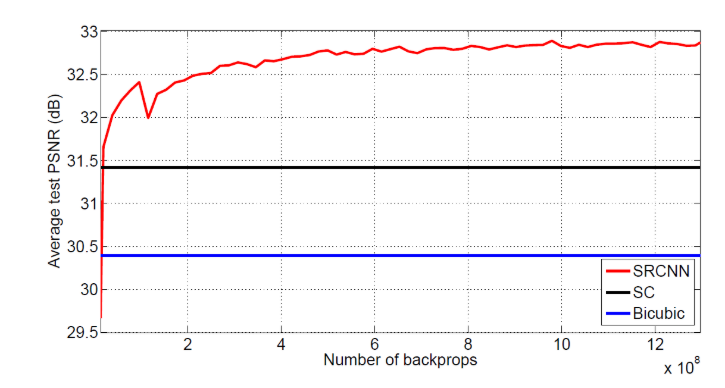 33
32.5
32
31.5
31
30.5
30
29.5
Average test PSNR (dB)
SRCNN
SC
Bicubic
2 4 6 8 10 12
Number of backprops
x 10^8